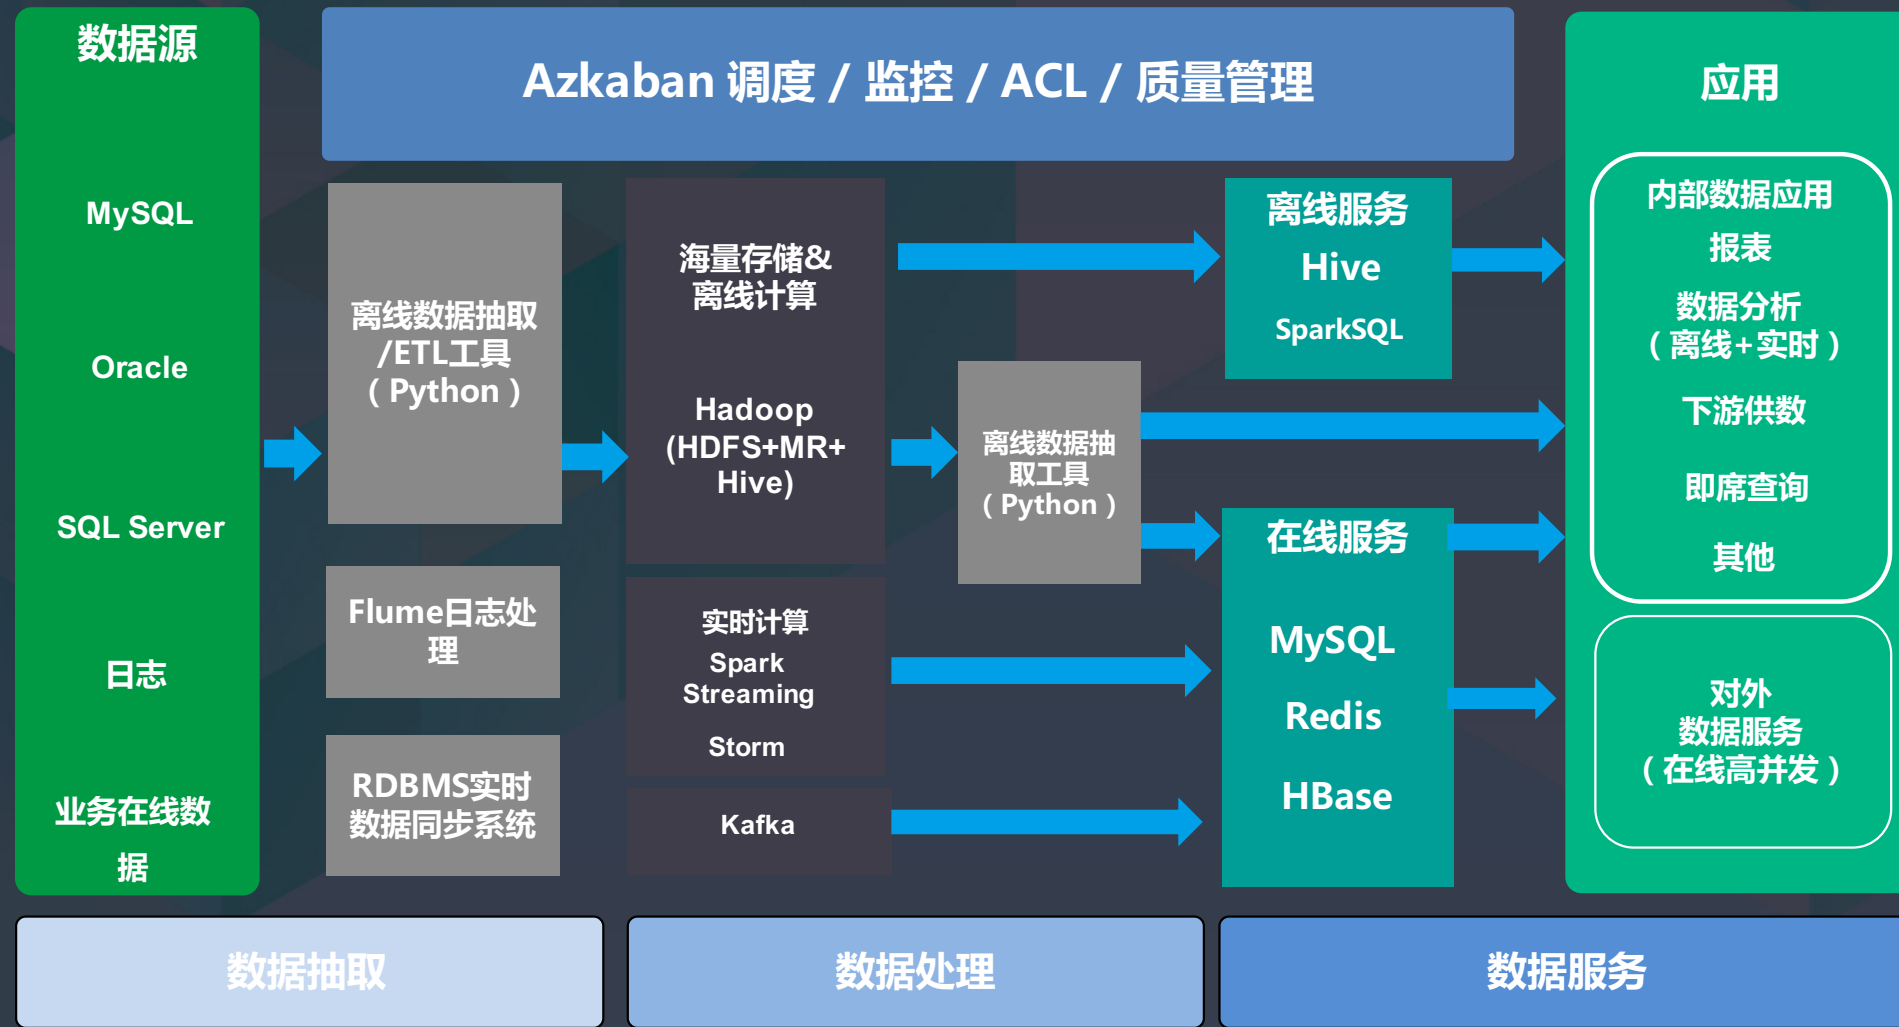 数据源
MySQL
Oracle
SQL Server
日志
业务在线数
据
Azkaban 调度 / 监控 / ACL / 质量管理
离线数据抽取
/ETL工具
（Python）
Flume日志处
理
RDBMS实时
数据同步系统
海量存储&
离线计算
Hadoop
(HDFS+MR+
Hive)
实时计算
Spark
Streaming
Storm
Kafka
离线数据抽
取工具
（Python）
离线服务
Hive
SparkSQL
在线服务
MySQL
Redis
HBase
应用
内部数据应用
报表
数据分析
（离线+实时）
下游供数
即席查询
其他
对外
数据服务
（在线高并发）
数据抽取
数据处理
数据服务